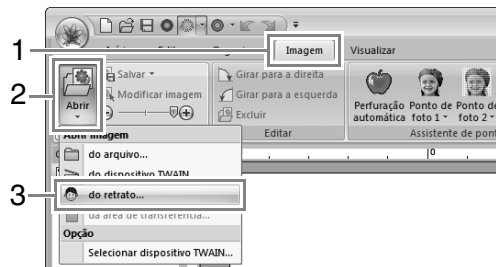 1
Imagem
Visualizar
2
Abrir
Salvar
Modificar imagem
Girar para a direita
Girar para a esquerda
Excluir
Editar
Perfuração automática
Ponto de foto 1
Ponto de foto 2
Assistente de pont
Abrir Imagem
do arquivo...
do dispositivo TWAIN...
3
do retrato...
da área de transferência...
Opção
Selecionar dispositivo TWAIN...
0